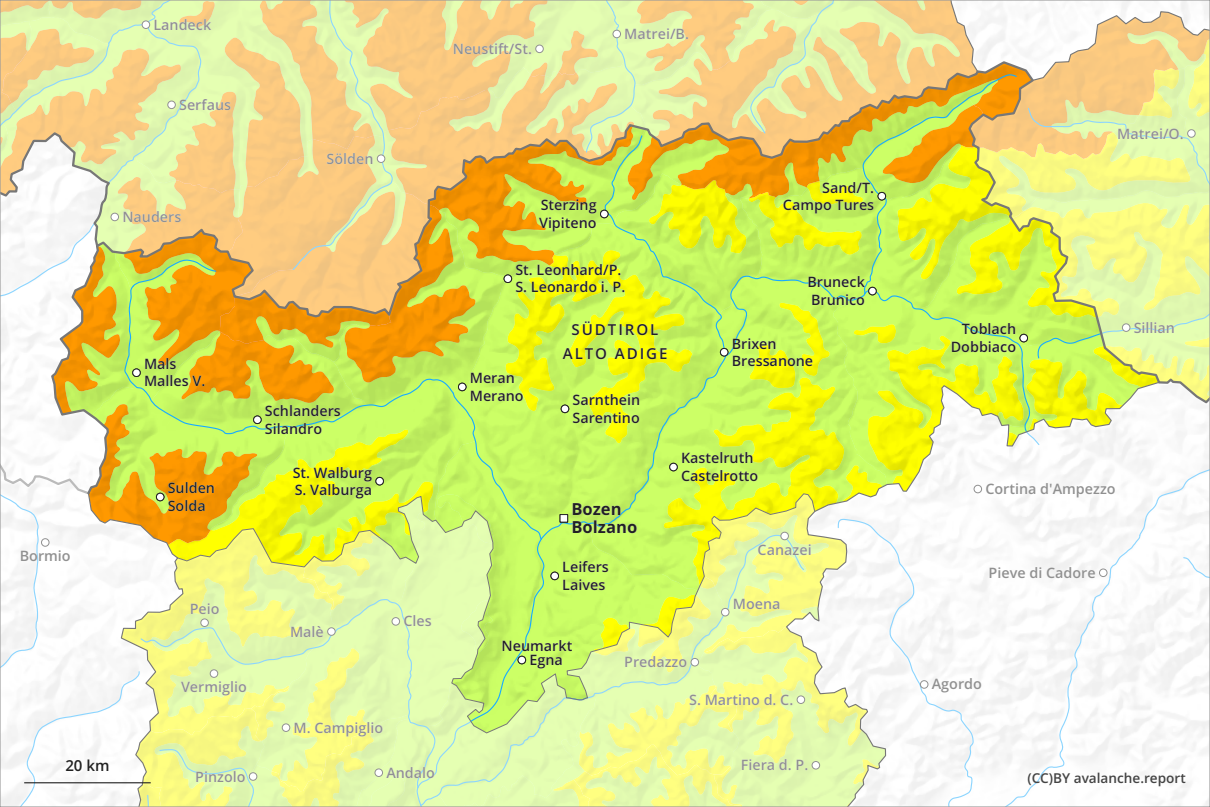 Landeck
Matrei/B.
Neustift/St.
Serfaus
Matrei/O.
Sölden
Nauders
Sand/T.
Campo Tures
Sterzing
Vipiteno
St. Leonhard/P.
S. Leonardo i. P.
Bruneck
Brunico
SÜDTIROL
ALTO ADIGE
Toblach
Dobbiaco
Sillian
Brixen
Bressanone
Mals
Malles V.
Meran
Merano
Sarnthein
Sarentino
Schlanders
Silandro
Kastelruth
Castelrotto
St. Walburg
S. Valburga
Sulden
Solda
Cortina d'Ampezzo
Bozen
Bolzano
Bormio
Canazei
Leifers
Laives
Pieve di Cadore
Peio
Moena
Malè
Cles
Neumarkt
Egna
Predazzo
Vermiglio
Agordo
S. Martino d. C.
M. Campiglio
20 km
Pinzolo
Andalo
Fiera d. P.
(CC)BY avalanche.report